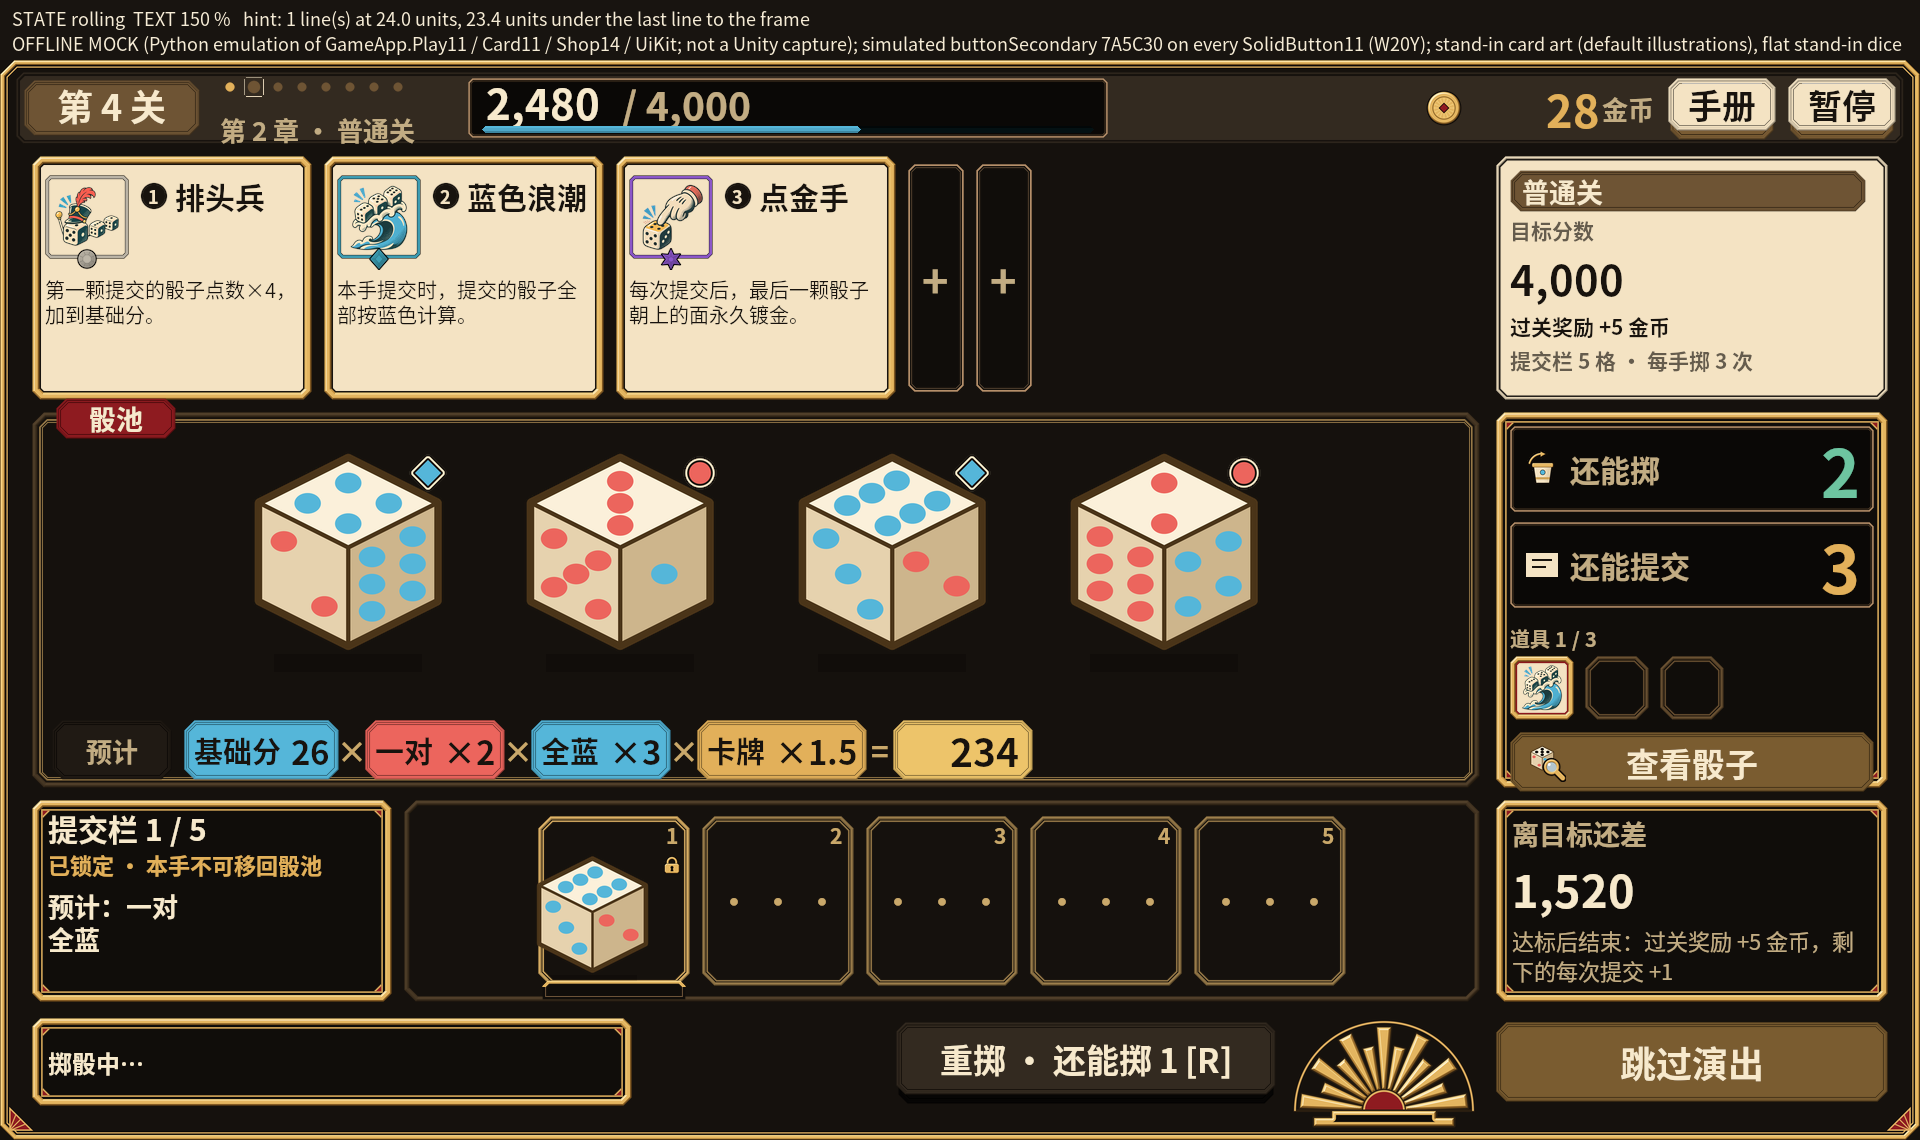 STATE rolling TEXT 150 % hint: 1 line(s) at 24.0 units, 23.4 units under the last line to the frame
OFFLINE MOCK (Python emulation of GameApp.Play11 / Card11 / Shop14 / UiKit; not a Unity capture); simulated buttonSecondary 7A5C30 on every SolidButton11 (W20Y); stand-in card art (default illustrations), flat stand-in dice
第 4 关
第 2 章 · 普通关
2,480 / 4,000
28金币
手册
暂停
1 排头兵
第一颗提交的骰子点数×4，
加到基础分。
2 蓝色浪潮
本手提交时，提交的骰子全
部按蓝色计算。
3 点金手
每次提交后，最后一颗骰子
朝上的面永久镀金。
+
+
普通关
目标分数
4,000
过关奖励 +5 金币
提交栏 5 格 · 每手掷 3 次
骰池
还能掷 2
还能提交 3
道具 1 / 3
查看骰子
预计 基础分 26 × 一对 ×2 × 全蓝 ×3 × 卡牌 ×1.5 = 234
提交栏 1 / 5
已锁定 · 本手不可移回骰池
预计：一对
全蓝
1
2
3
4
5
离目标还差
1,520
达标后结束：过关奖励 +5 金币，剩
下的每次提交 +1
掷骰中…
重掷 · 还能掷 1 [R]
跳过演出